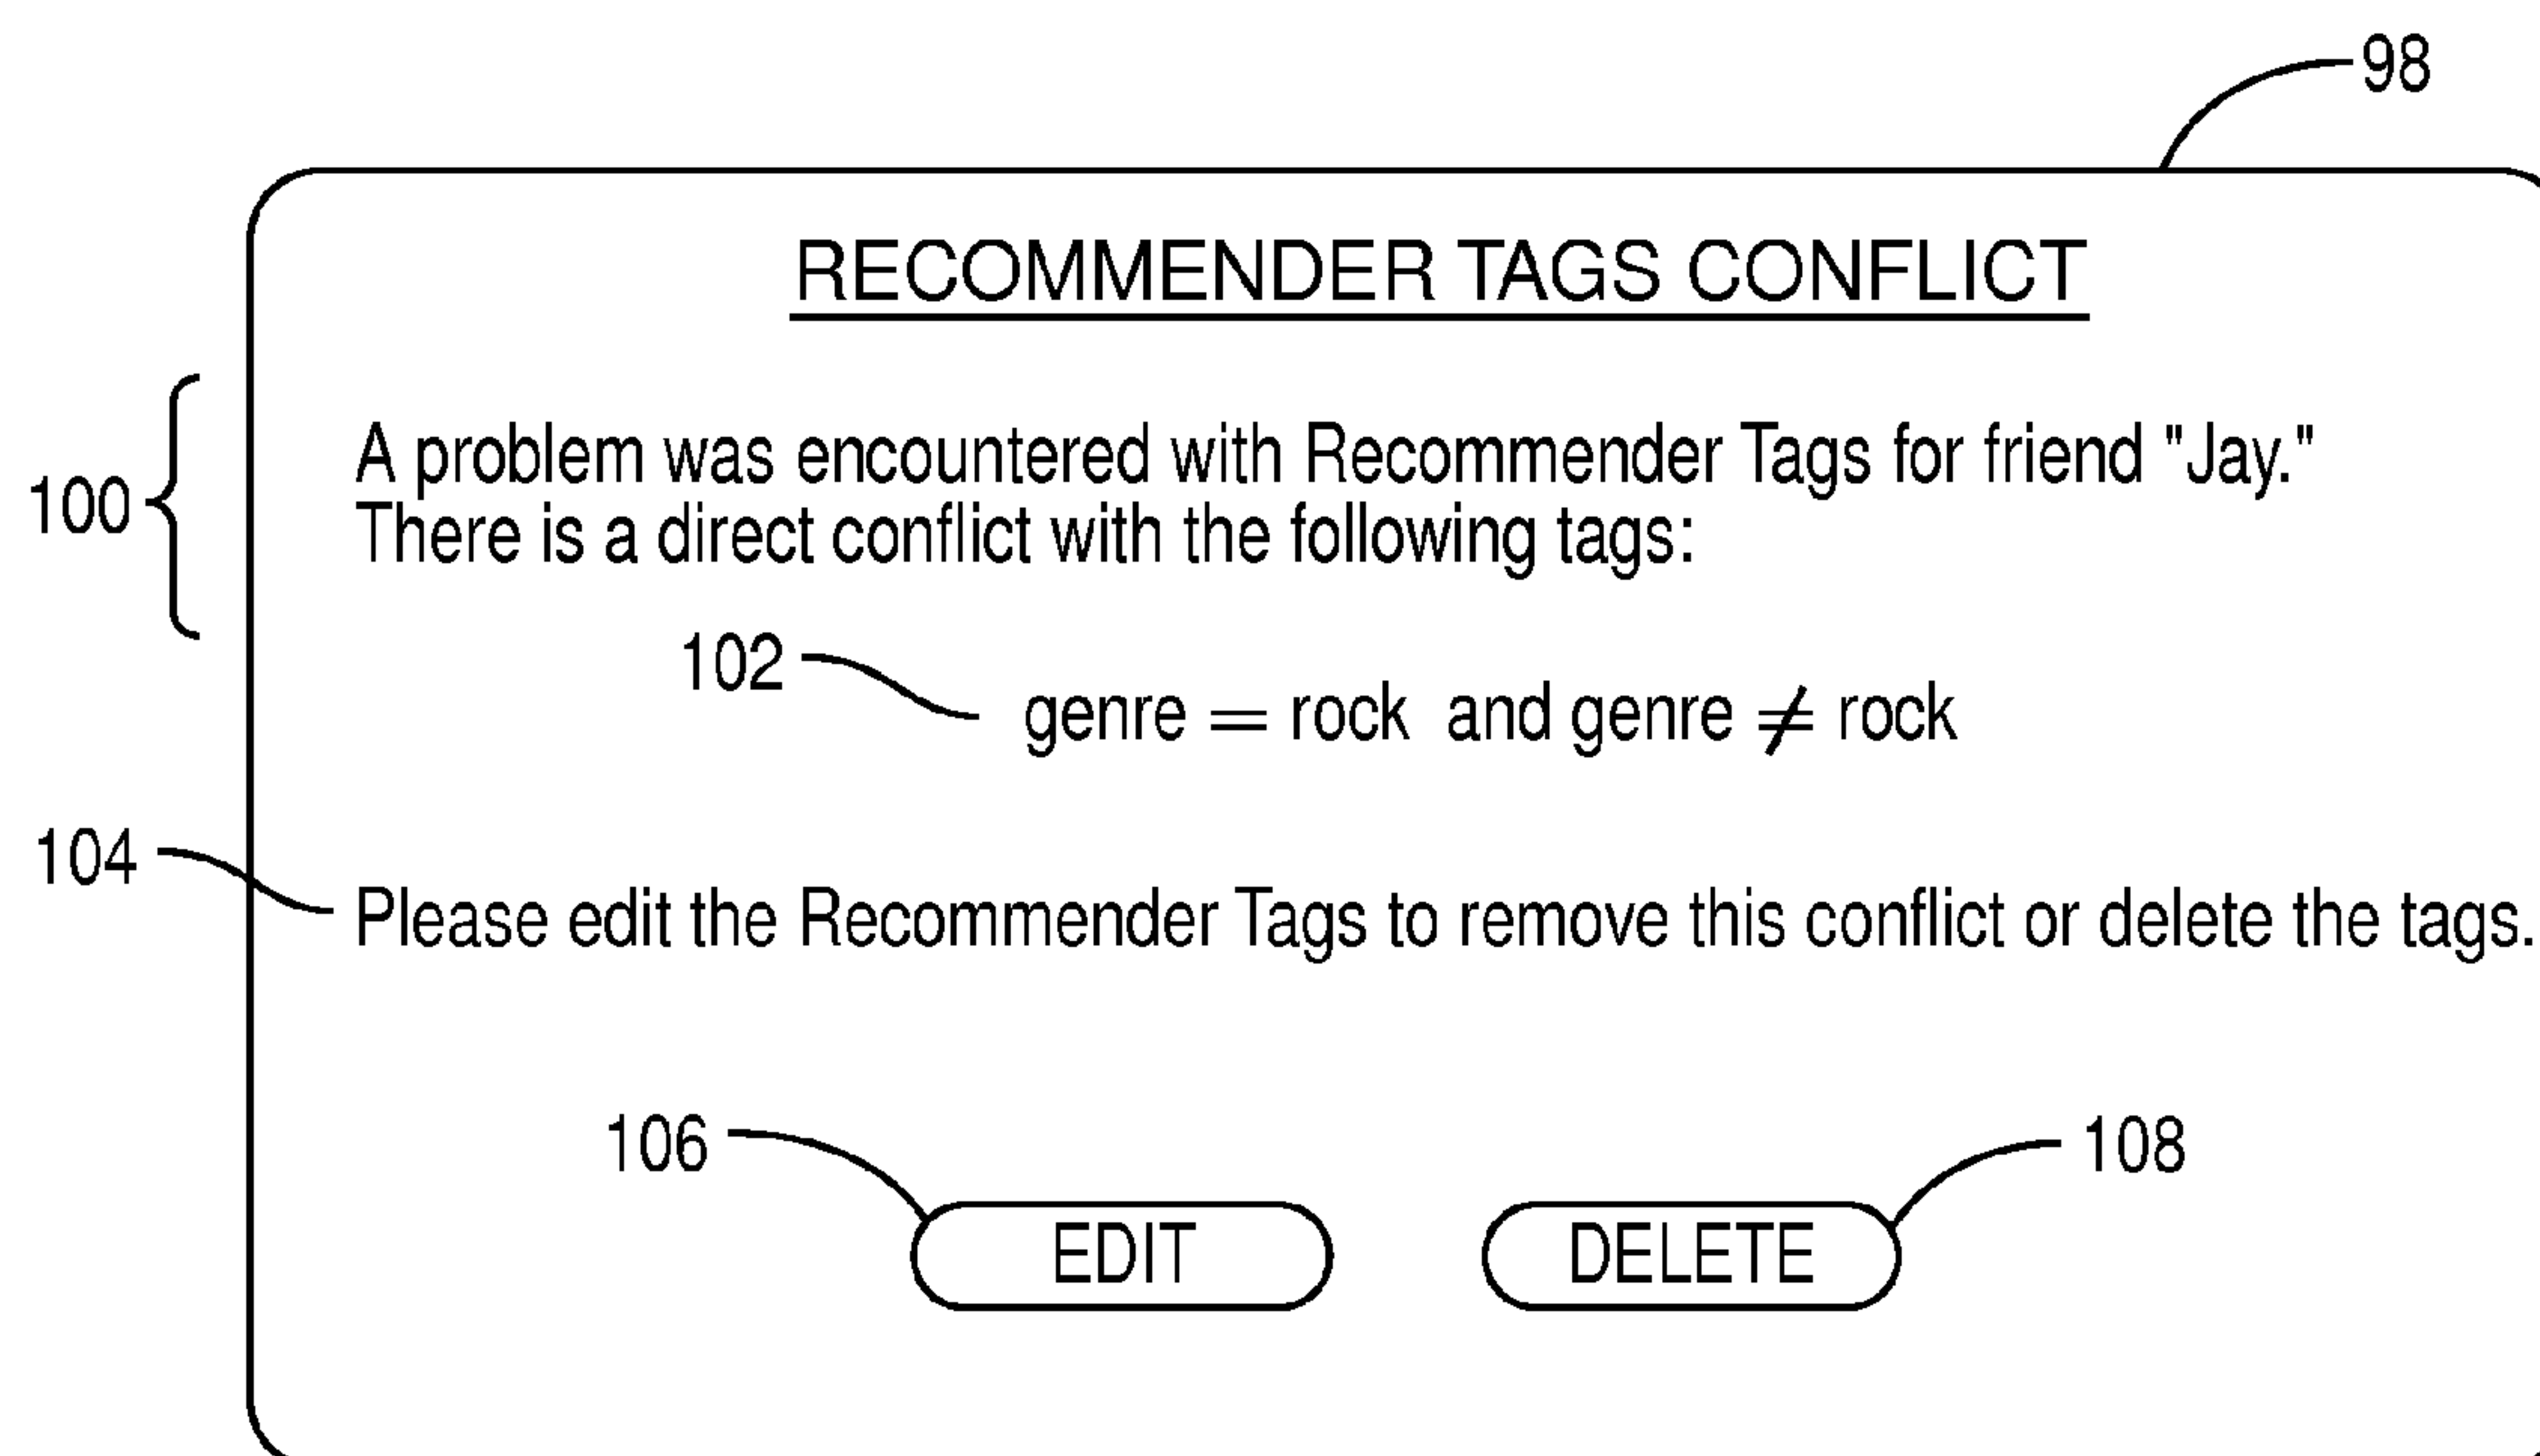 98
RECOMMENDER TAGS CONFLICT
100
A problem was encountered with Recommender Tags for friend "Jay."
There is a direct conflict with the following tags:
102
genre = rock and genre ≠ rock
104
Please edit the Recommender Tags to remove this conflict or delete the tags.
106
108
EDIT
DELETE